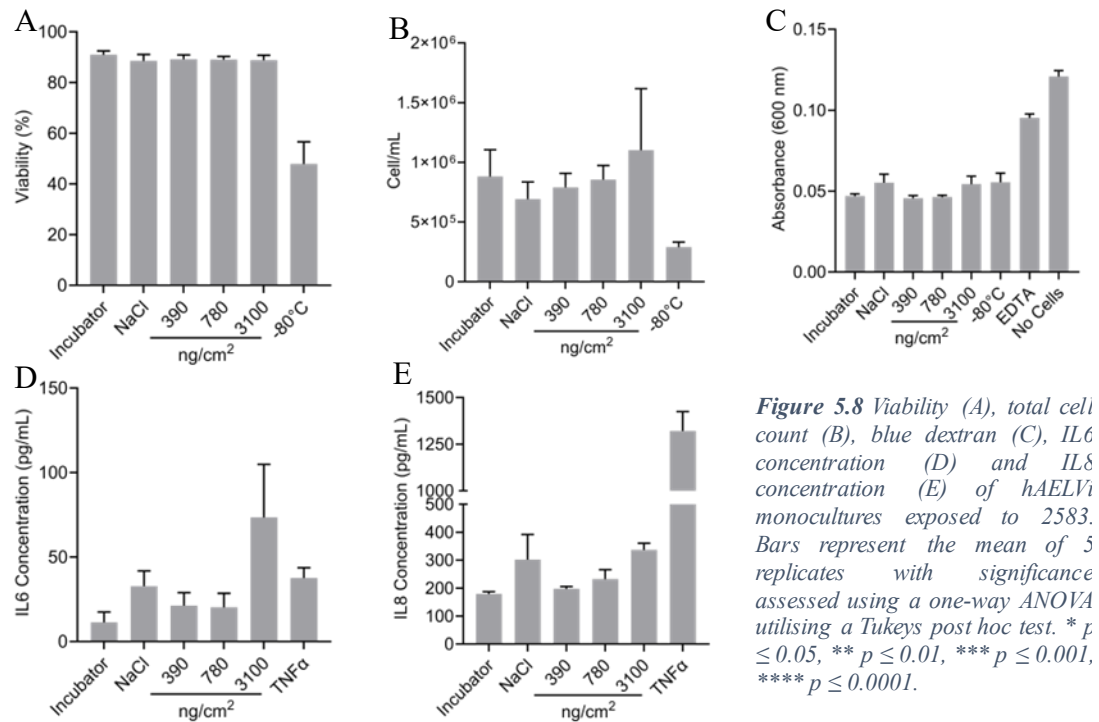 A
100
80
60
40
20
0
Viability (%)
Incubator
NaCl
390
780
3100
-80°C
ng/cm²
B
2×10⁶
1.5×10⁶
1×10⁶
5×10⁵
0
Cell/mL
Incubator
NaCl
390
780
3100
-80°C
ng/cm²
C
0.15
0.10
0.05
0.00
Absorbance (600 nm)
Incubator
NaCl
390
780
3100
-80°C
EDTA
No Cells
ng/cm²
D
150
100
50
0
IL6 Concentration (pg/mL)
Incubator
NaCl
390
780
3100
TNFα
ng/cm²
E
1500
1250
1000
500
400
300
200
100
0
IL8 Concentration (pg/mL)
Incubator
NaCl
390
780
3100
TNFα
ng/cm²
Figure 5.8 Viability (A), total cell
count (B), blue dextran (C), IL6
concentration (D) and IL8
concentration (E) of hAELVi
monocultures exposed to 2583.
Bars represent the mean of 5
replicates with significance
assessed using a one-way ANOVA
utilising a Tukeys post hoc test. * p
≤ 0.05, ** p ≤ 0.01, *** p ≤ 0.001,
**** p ≤ 0.0001.